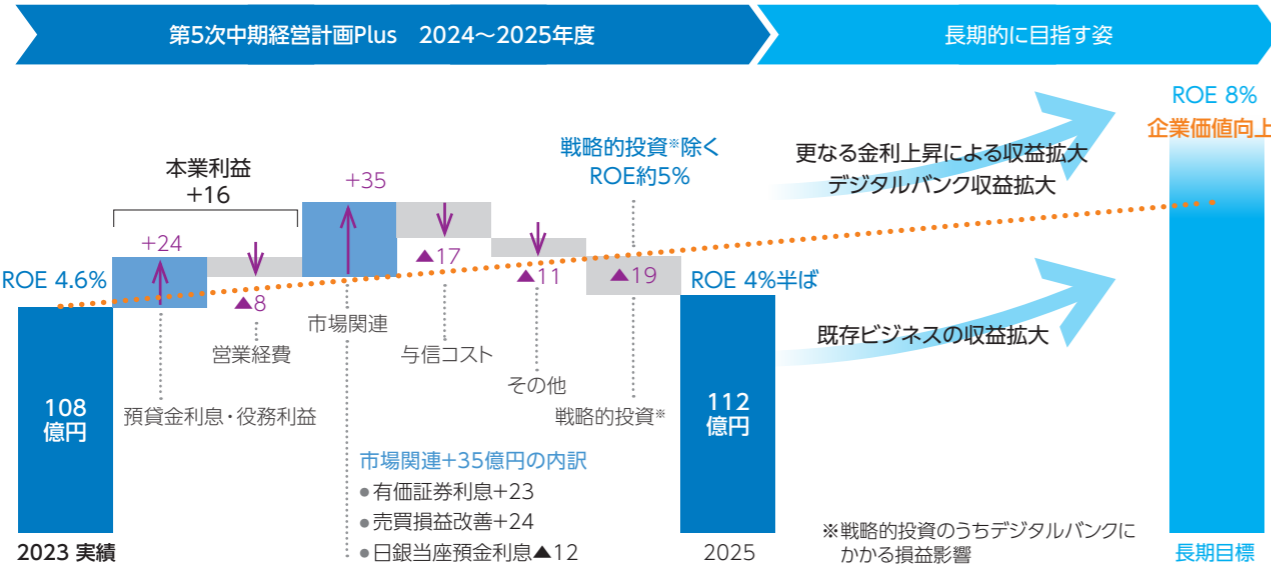 第5次中期経営計画Plus 2024～2025年度
長期的に目指す姿
ROE 8%
企業価値向上
戦略的投資※除く
ROE約5%
更なる金利上昇による収益拡大
デジタルバンク収益拡大
本業利益
+16
+35
+24
▲17
ROE 4.6%
▲8
▲11
▲19
ROE 4%半ば
市場関連
既存ビジネスの収益拡大
営業経費
与信コスト
その他
預貸金利息・役務利益
戦略的投資※
108
億円
112
億円
市場関連+35億円の内訳
●有価証券利息+23
●売買損益改善+24
●日銀当座預金利息▲12
※戦略的投資のうちデジタルバンクに
かかる損益影響
2023 実績
2025
長期目標